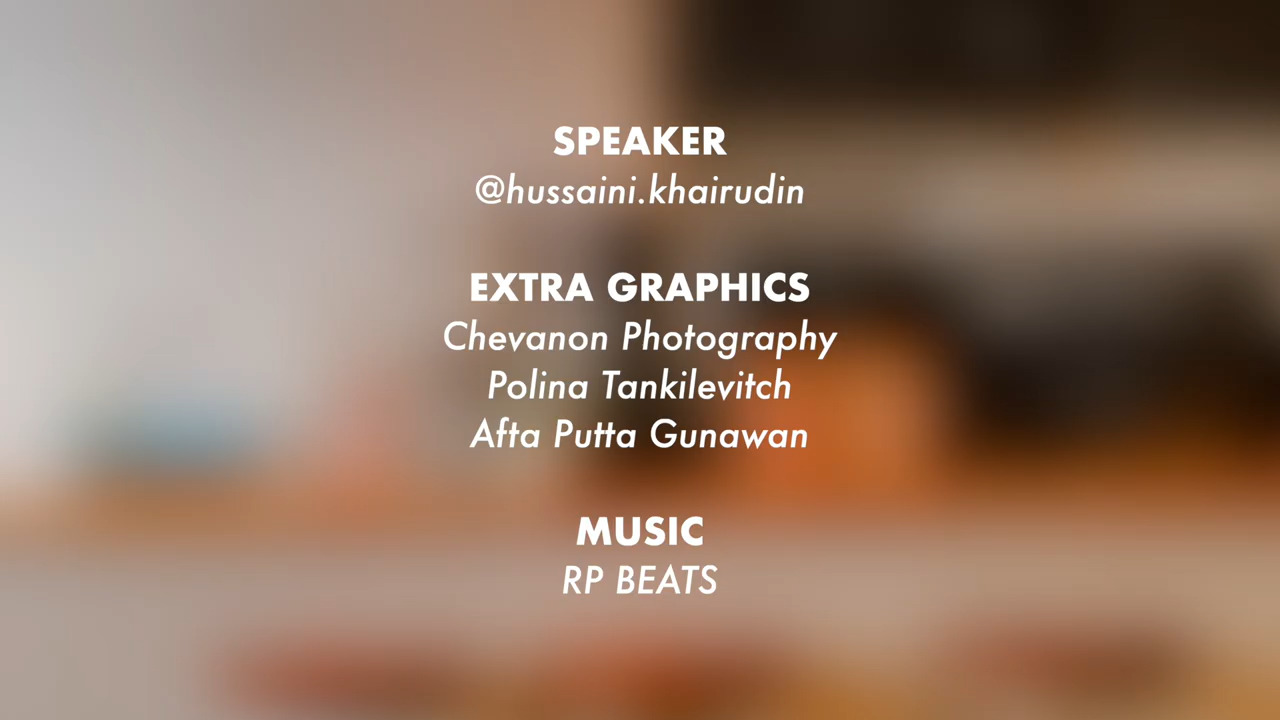 SPEAKER
@hussaini.khairudin
EXTRA GRAPHICS
Chevanon Photography
Polina Tankilevitch
Afta Putta Gunawan
MUSIC
RP BEATS